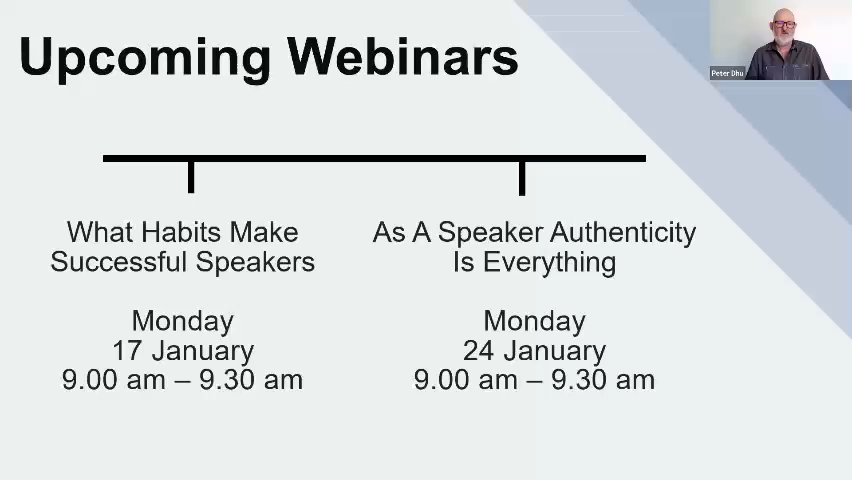 Upcoming Webinars
Peter Dhu
What Habits Make
Successful Speakers
Monday
17 January
9.00 am – 9.30 am
As A Speaker Authenticity
Is Everything
Monday
24 January
9.00 am – 9.30 am